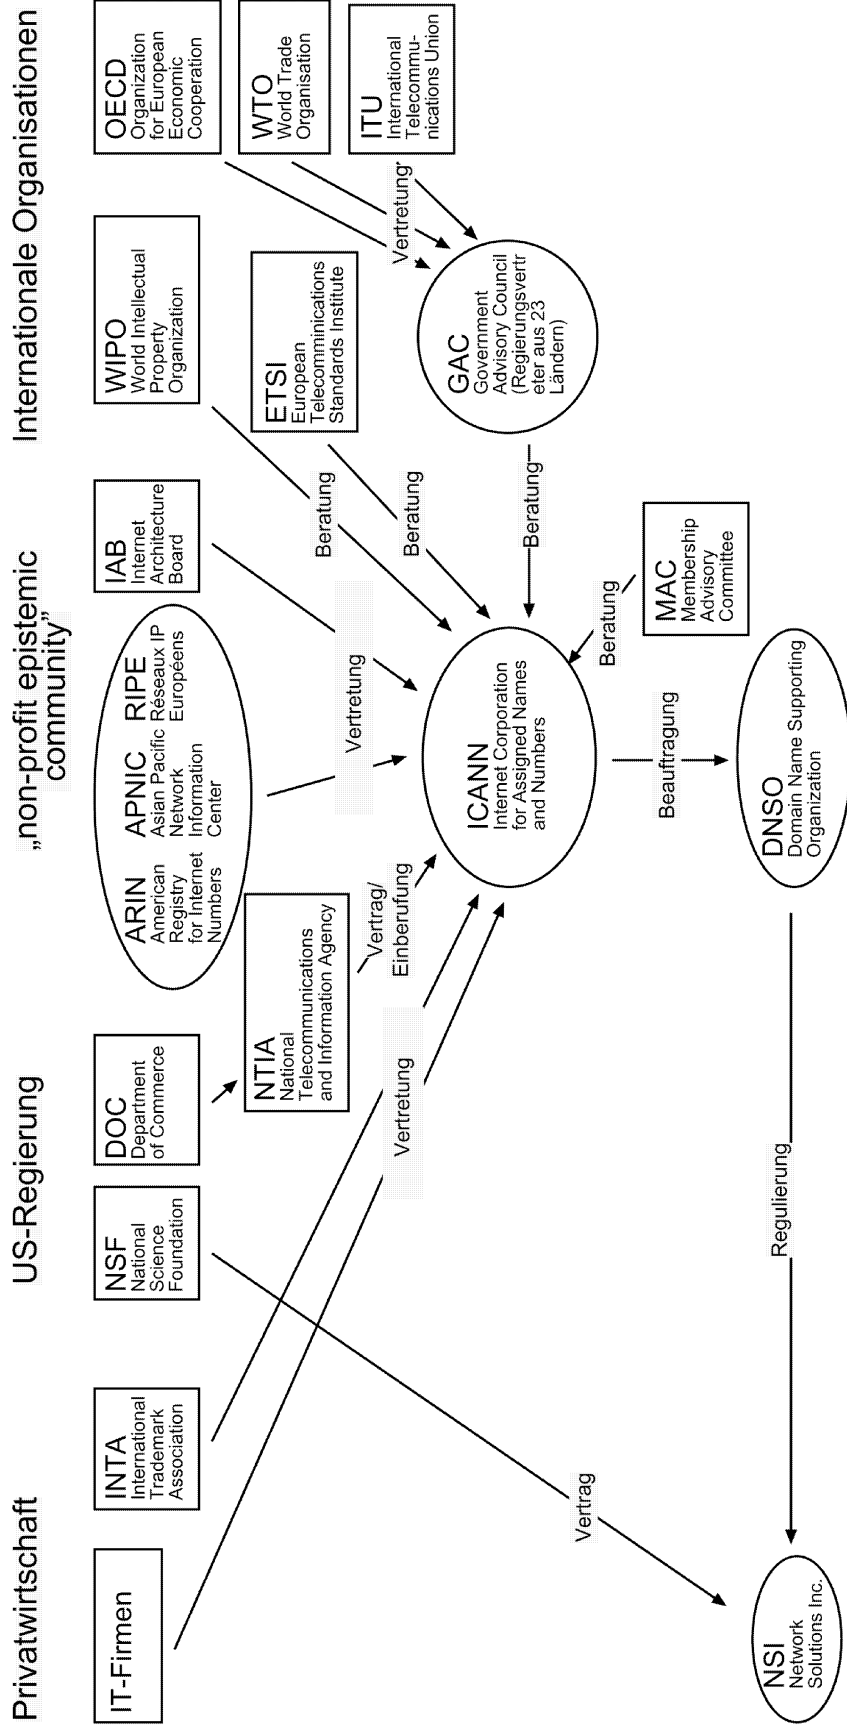 Privatwirtschaft
US-Regierung
„non-profit epistemic
community”
Internationale Organisationen
IT-Firmen
INTA
International
Trademark
Association
NSF
National
Science
Foundation
DOC
Department
of Commerce
NTIA
National
Telecommunications
and Information Agency
ARIN
American
Registry
for Internet
Numbers
APNIC
Asian Pacific
Network
Information
Center
RIPE
Réseaux IP
Européens
IAB
Internet
Architecture
Board
WIPO
World Intellectual
Property
Organization
ETSI
European
Telecomminications
Standards Institute
OECD
Organization
for European
Economic
Cooperation
WTO
World Trade
Organisation
ITU
International
Telecommu-
nications Union
Vertretung
Vertrag/
Einberufung
Vertretung
Beratung
Beratung
Vertretung
GAC
Government
Advisory Council
(Regierungsvertr
eter aus 23
Ländern)
Beratung
ICANN
Internet Corporation
for Assigned Names
and Numbers
Beratung
MAC
Membership
Advisory
Committee
Vertrag
Beauftragung
DNSO
Domain Name Supporting
Organization
Regulierung
NSI
Network
Solutions Inc.